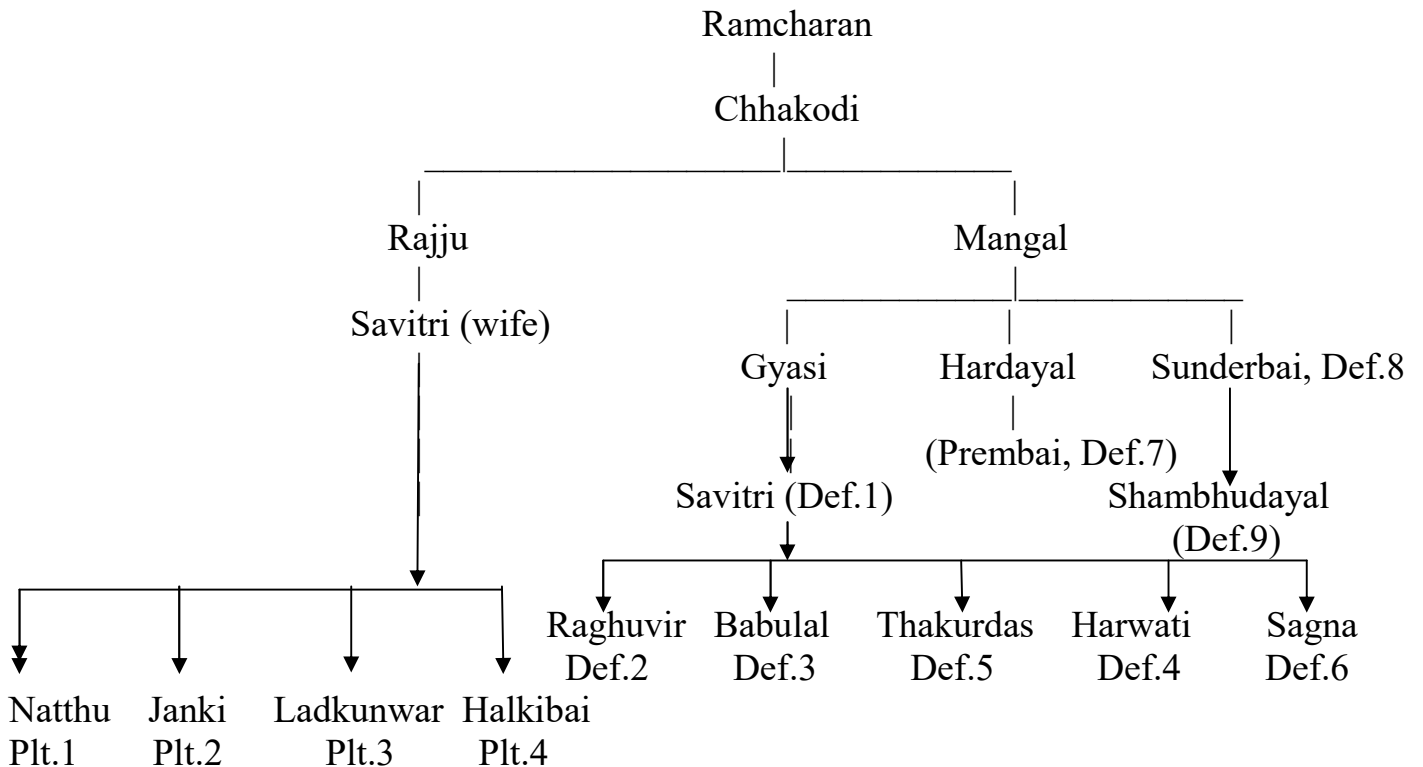 Ramcharan
Chhakodi
Rajju Mangal
Savitri (wife)
Gyasi Hardayal Sunderbai, Def.8
(Prembai, Def.7)
Savitri (Def.1) Shambhudayal
(Def.9)
Raghuvir Babulal Thakurdas Harwati Sagna
Def.2 Def.3 Def.5 Def.4 Def.6
Natthu Janki Ladkunwar Halkibai
Plt.1 Plt.2 Plt.3 Plt.4